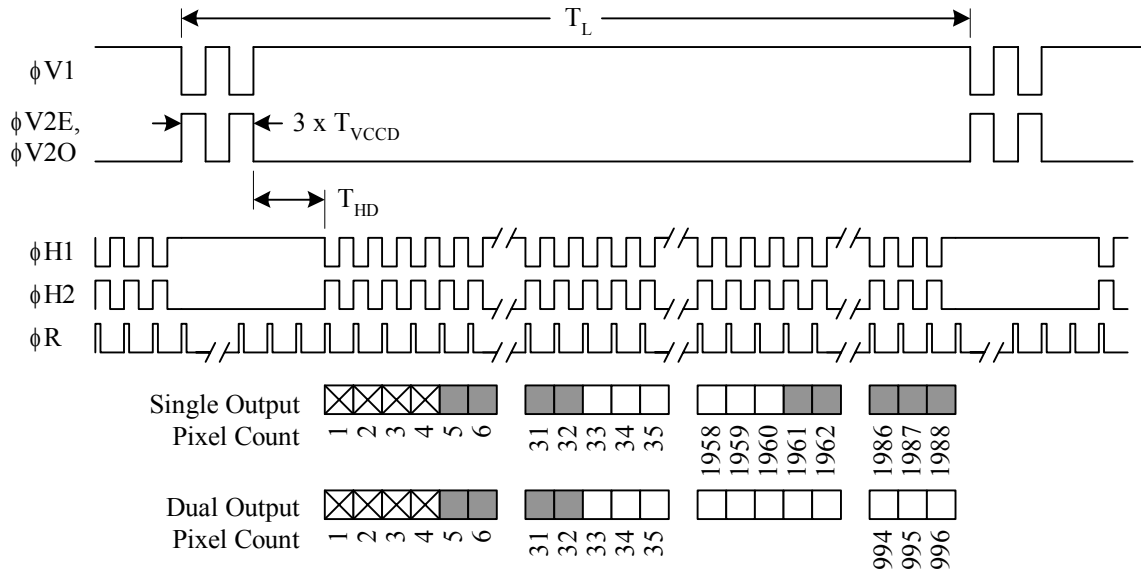 T_L
ϕV1
ϕV2E,
ϕV2O
3 x T_VCCD
T_HD
ϕH1
ϕH2
ϕR
Single Output
Pixel Count
1 2 3 4 5 6 31 32 33 34 35 1958 1959 1960 1961 1962 1986 1987 1988
Dual Output
Pixel Count
1 2 3 4 5 6 31 32 33 34 35 994 995 996